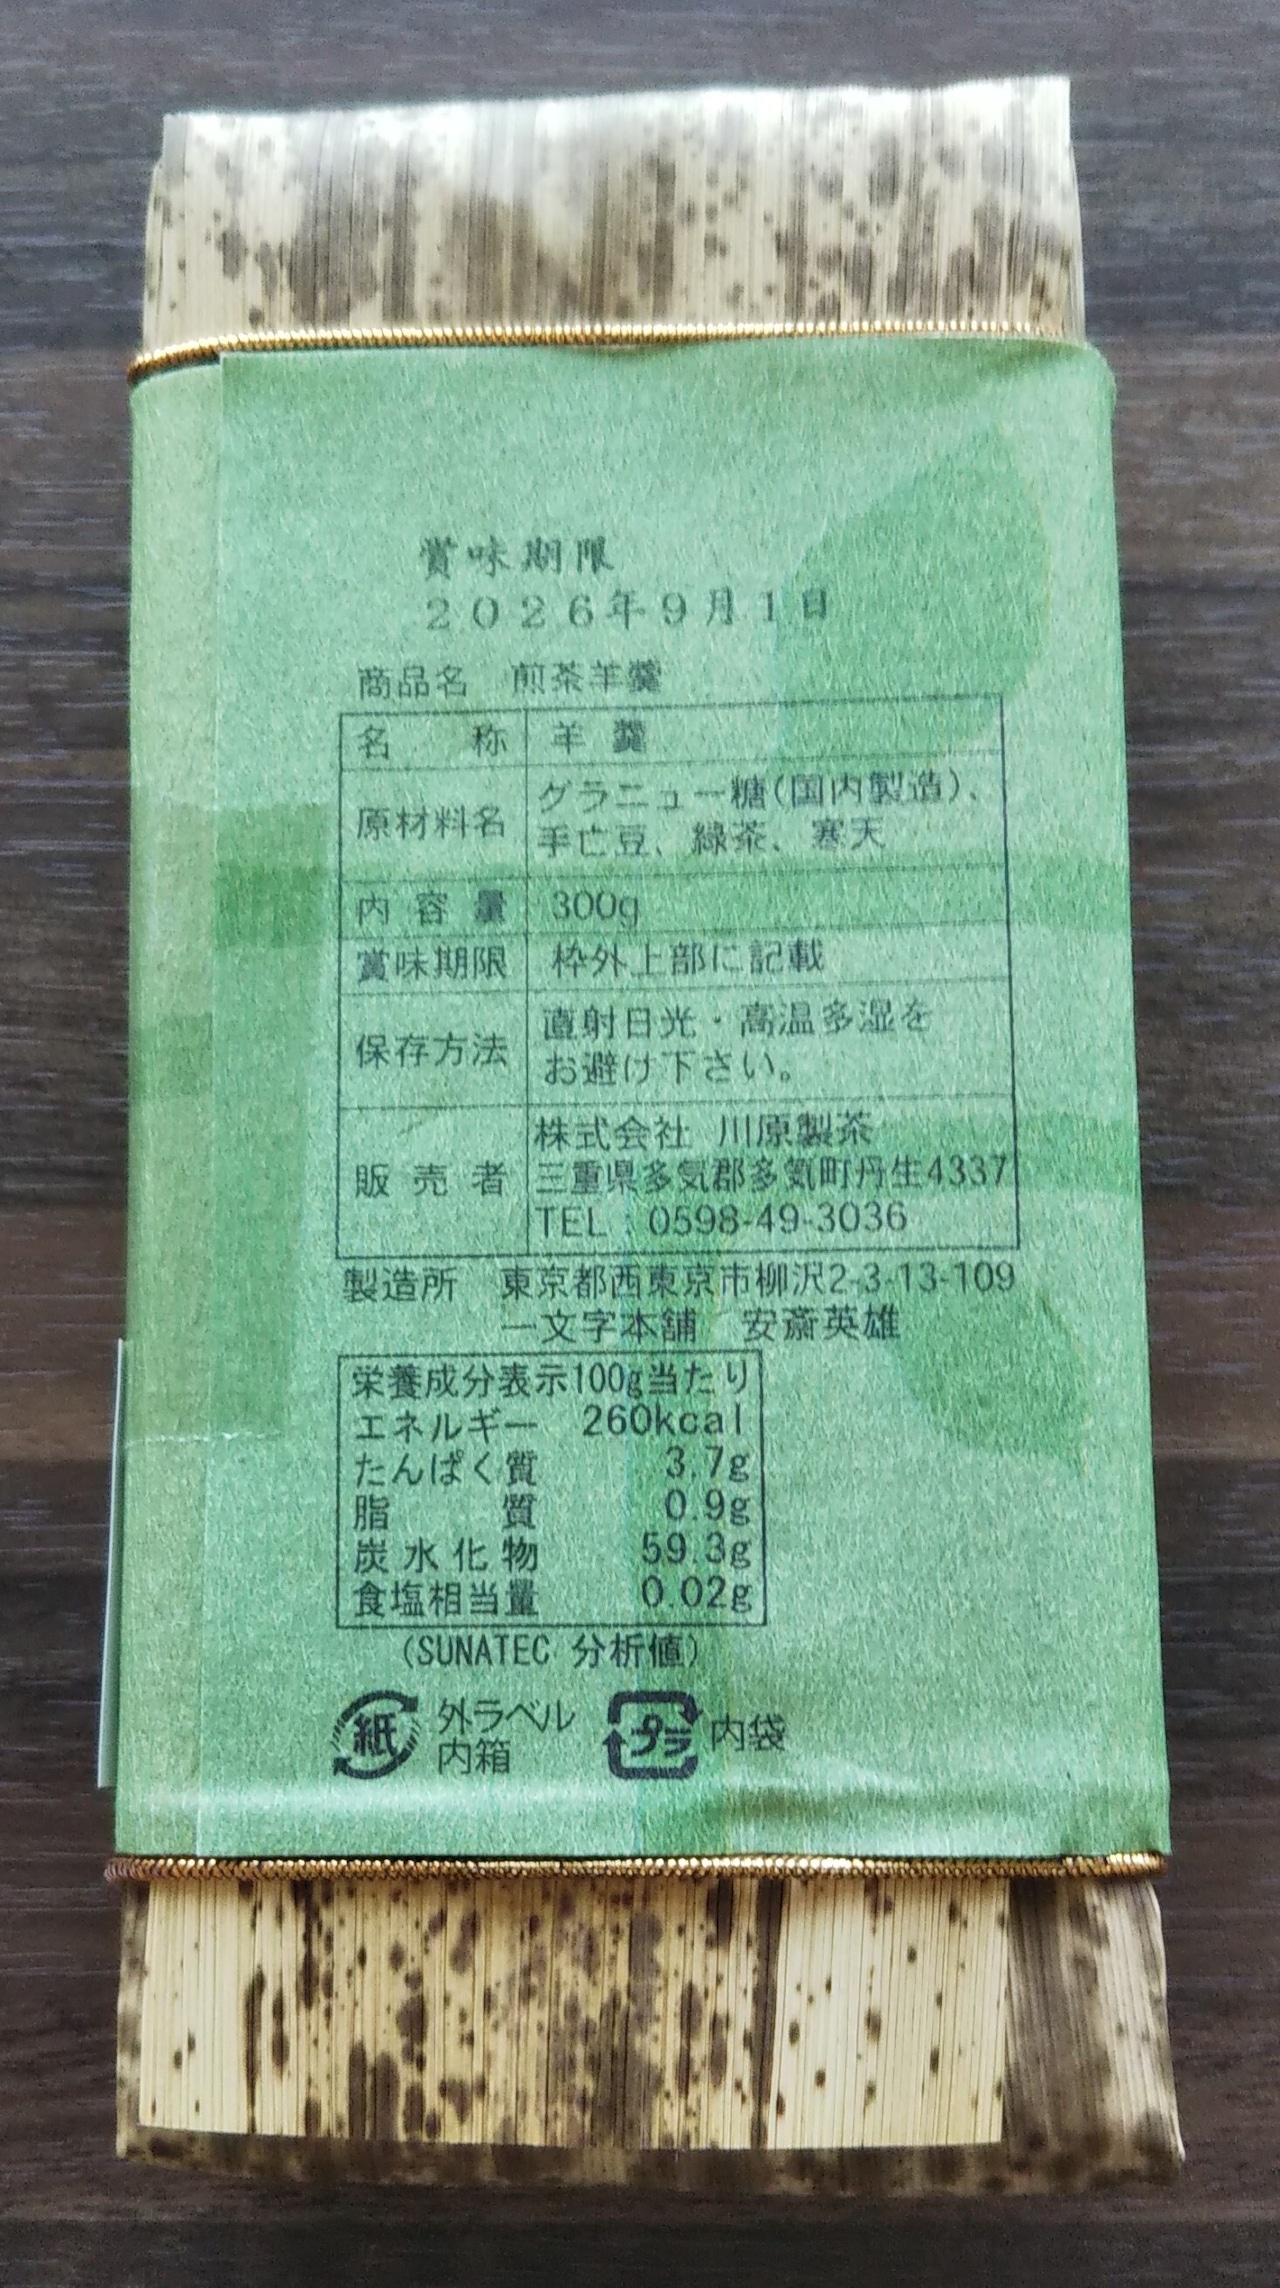 賞味期限
2026年9月1日
商品名 煎茶羊羹
名称 羊羹
原材料名 グラニュー糖(国内製造)、
手亡豆、緑茶、寒天
内容量 300g
賞味期限 枠外上部に記載
保存方法 直射日光・高温多湿を
お避け下さい。
販売者 株式会社 川原製茶
三重県多気郡多気町丹生4337
TEL：0598-49-3036
製造所 東京都西東京市柳沢2-3-13-109
一文字本舗 安斎英雄
栄養成分表示100g当たり
エネルギー 260kcal
たんぱく質 3.7g
脂質 0.9g
炭水化物 59.3g
食塩相当量 0.02g
(SUNATEC 分析値)
紙 外ラベル
内箱
プラ 内袋